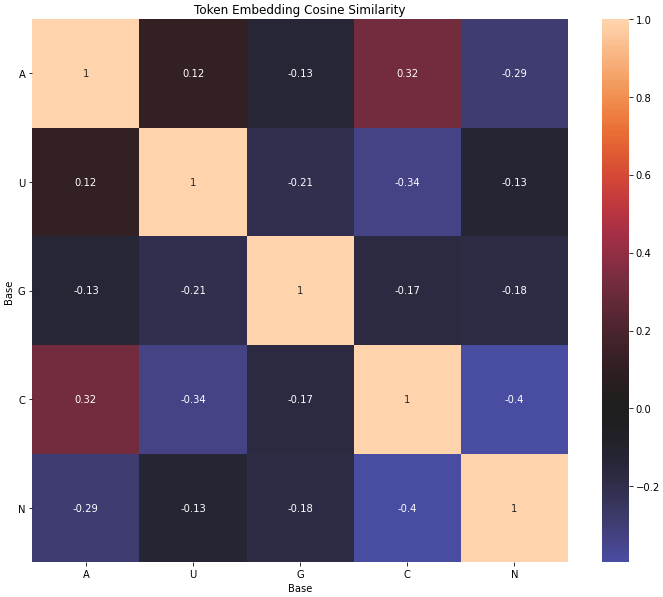 Token Embedding Cosine Similarity
Base
A 1 0.12 -0.13 0.32 -0.29
U 0.12 1 -0.21 -0.34 -0.13
G -0.13 -0.21 1 -0.17 -0.18
C 0.32 -0.34 -0.17 1 -0.4
N -0.29 -0.13 -0.18 -0.4 1
A U G C N
Base
1.0
0.8
0.6
0.4
0.2
0.0
−0.2